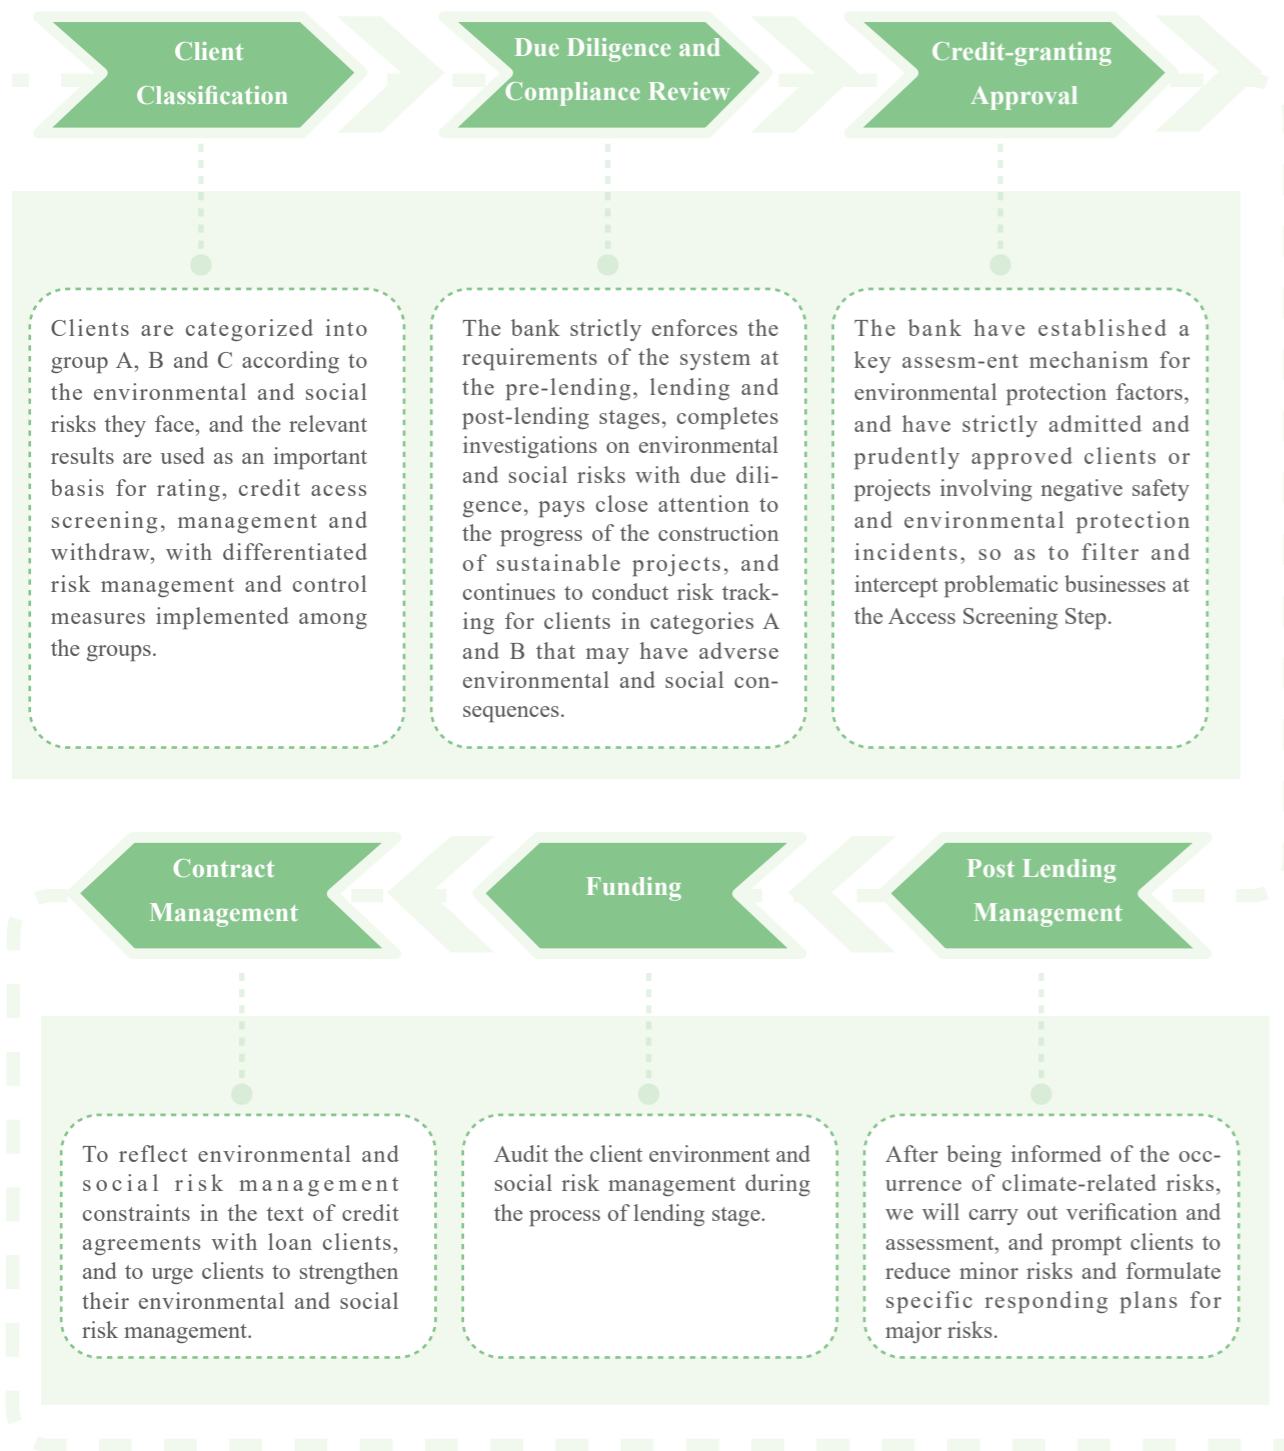 Client
Classification
Due Diligence and
Compliance Review
Credit-granting
Approval
Clients are categorized into
group A, B and C according to
the environmental and social
risks they face, and the relevant
results are used as an important
basis for rating, credit acess
screening, management and
withdraw, with differentiated
risk management and control
measures implemented among
the groups.
The bank strictly enforces the
requirements of the system at
the pre-lending, lending and
post-lending stages, completes
investigations on environmental
and social risks with due dili-
gence, pays close attention to
the progress of the construction
of sustainable projects, and
continues to conduct risk track-
ing for clients in categories A
and B that may have adverse
environmental and social con-
sequences.
The bank have established a
key assesm-ent mechanism for
environmental protection factors,
and have strictly admitted and
prudently approved clients or
projects involving negative safety
and environmental protection
incidents, so as to filter and
intercept problematic businesses at
the Access Screening Step.
Contract
Management
Funding
Post Lending
Management
To reflect environmental and
social risk management
constraints in the text of credit
agreements with loan clients,
and to urge clients to strengthen
their environmental and social
risk management.
Audit the client environment and
social risk management during
the process of lending stage.
After being informed of the occ-
urrence of climate-related risks,
we will carry out verification and
assessment, and prompt clients to
reduce minor risks and formulate
specific responding plans for
major risks.